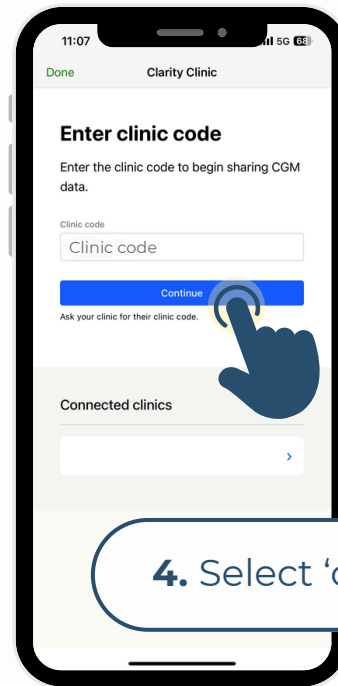 11:07 5G 68
Done Clarity Clinic
Enter clinic code
Enter the clinic code to begin sharing CGM
data.
Clinic code
Clinic code
Continue
Ask your clinic for their clinic code.
Connected clinics
4. Select ‘